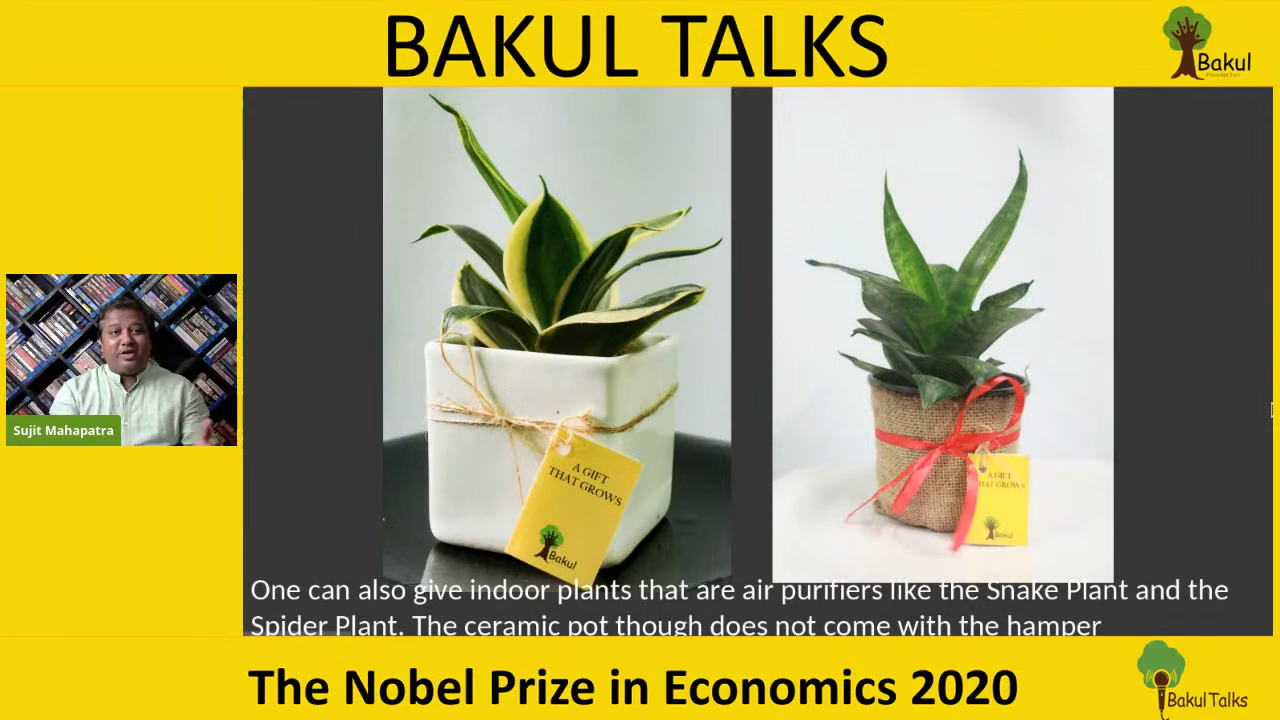 BAKUL TALKS
Bakul
Foundation
Sujit Mahapatra
A GIFT
THAT GROWS
Bakul
A GIFT
THAT GROWS
Bakul
One can also give indoor plants that are air purifiers like the Snake Plant and the
Spider Plant. The ceramic pot though does not come with the hamper
The Nobel Prize in Economics 2020
BakulTalks